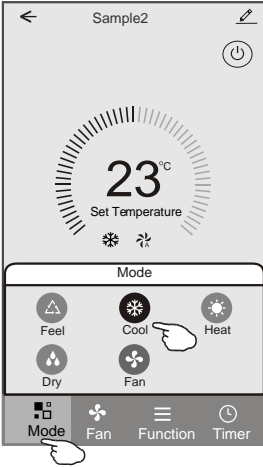 Sample2
23°C
Set Temperature
A
Mode
Feel Cool Heat
Dry Fan
Mode Fan Function Timer